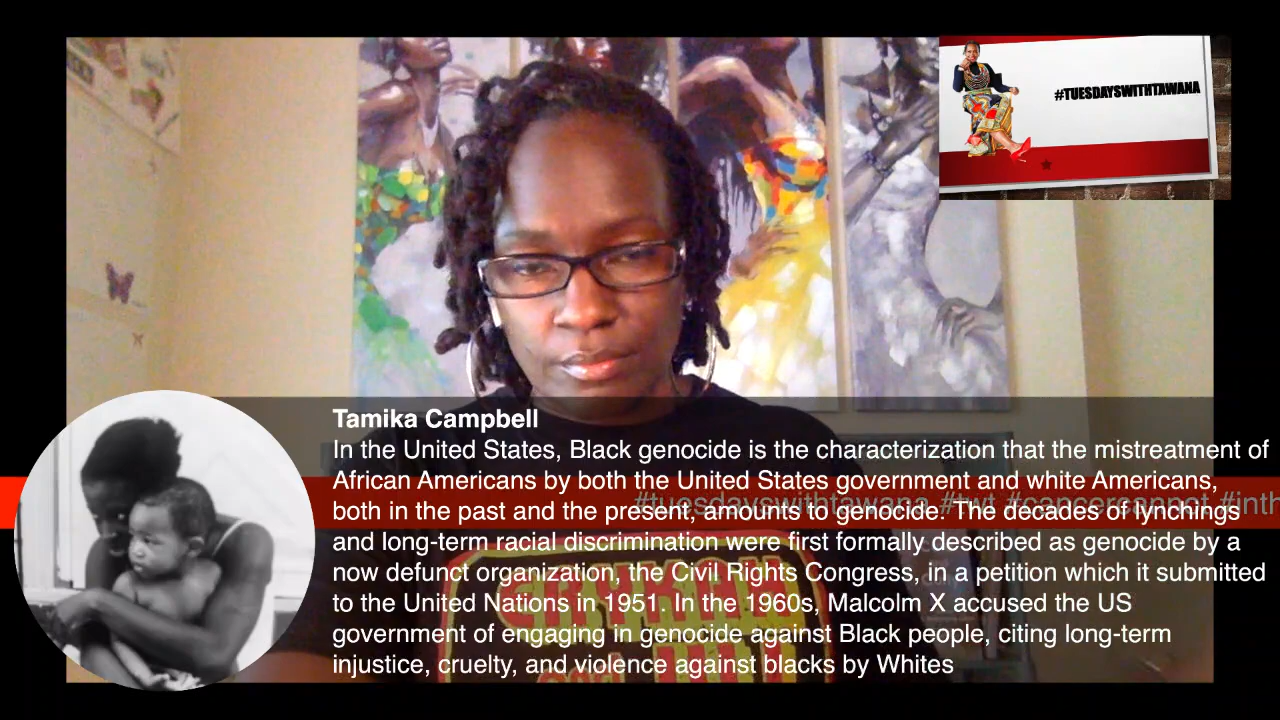 #TUESDAYSWITHTAWANA
Tamika Campbell
In the United States, Black genocide is the characterization that the mistreatment of
African Americans by both the United States government and white Americans,
#tuesdayswithtawana #twt #cancercannot #inth
both in the past and the present, amounts to genocide. The decades of lynchings
and long-term racial discrimination were first formally described as genocide by a
now defunct organization, the Civil Rights Congress, in a petition which it submitted
to the United Nations in 1951. In the 1960s, Malcolm X accused the US
government of engaging in genocide against Black people, citing long-term
injustice, cruelty, and violence against blacks by Whites